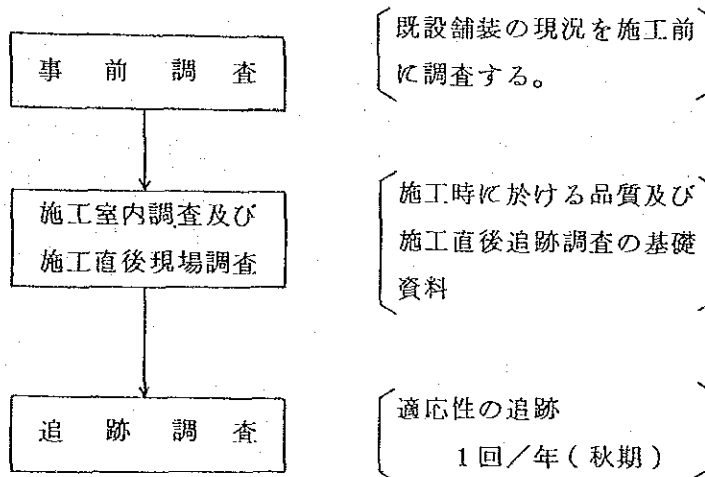 事前調査
既設舗装の現況を施工前
に調査する。
施工室内調査及び
施工直後現場調査
施工時に於ける品質及び
施工直後追跡調査の基礎
資料
追跡調査
適応性の追跡
1回/年(秋期)